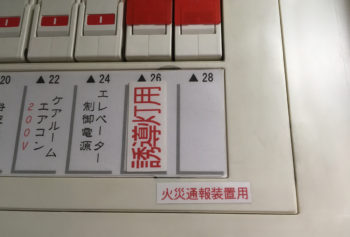 20
▲ 22
▲ 24
▲ 26
▲ 28
ケアルーム
エアコン
200V
エレベーター
制御電源
誘導灯用
火災通報装置用